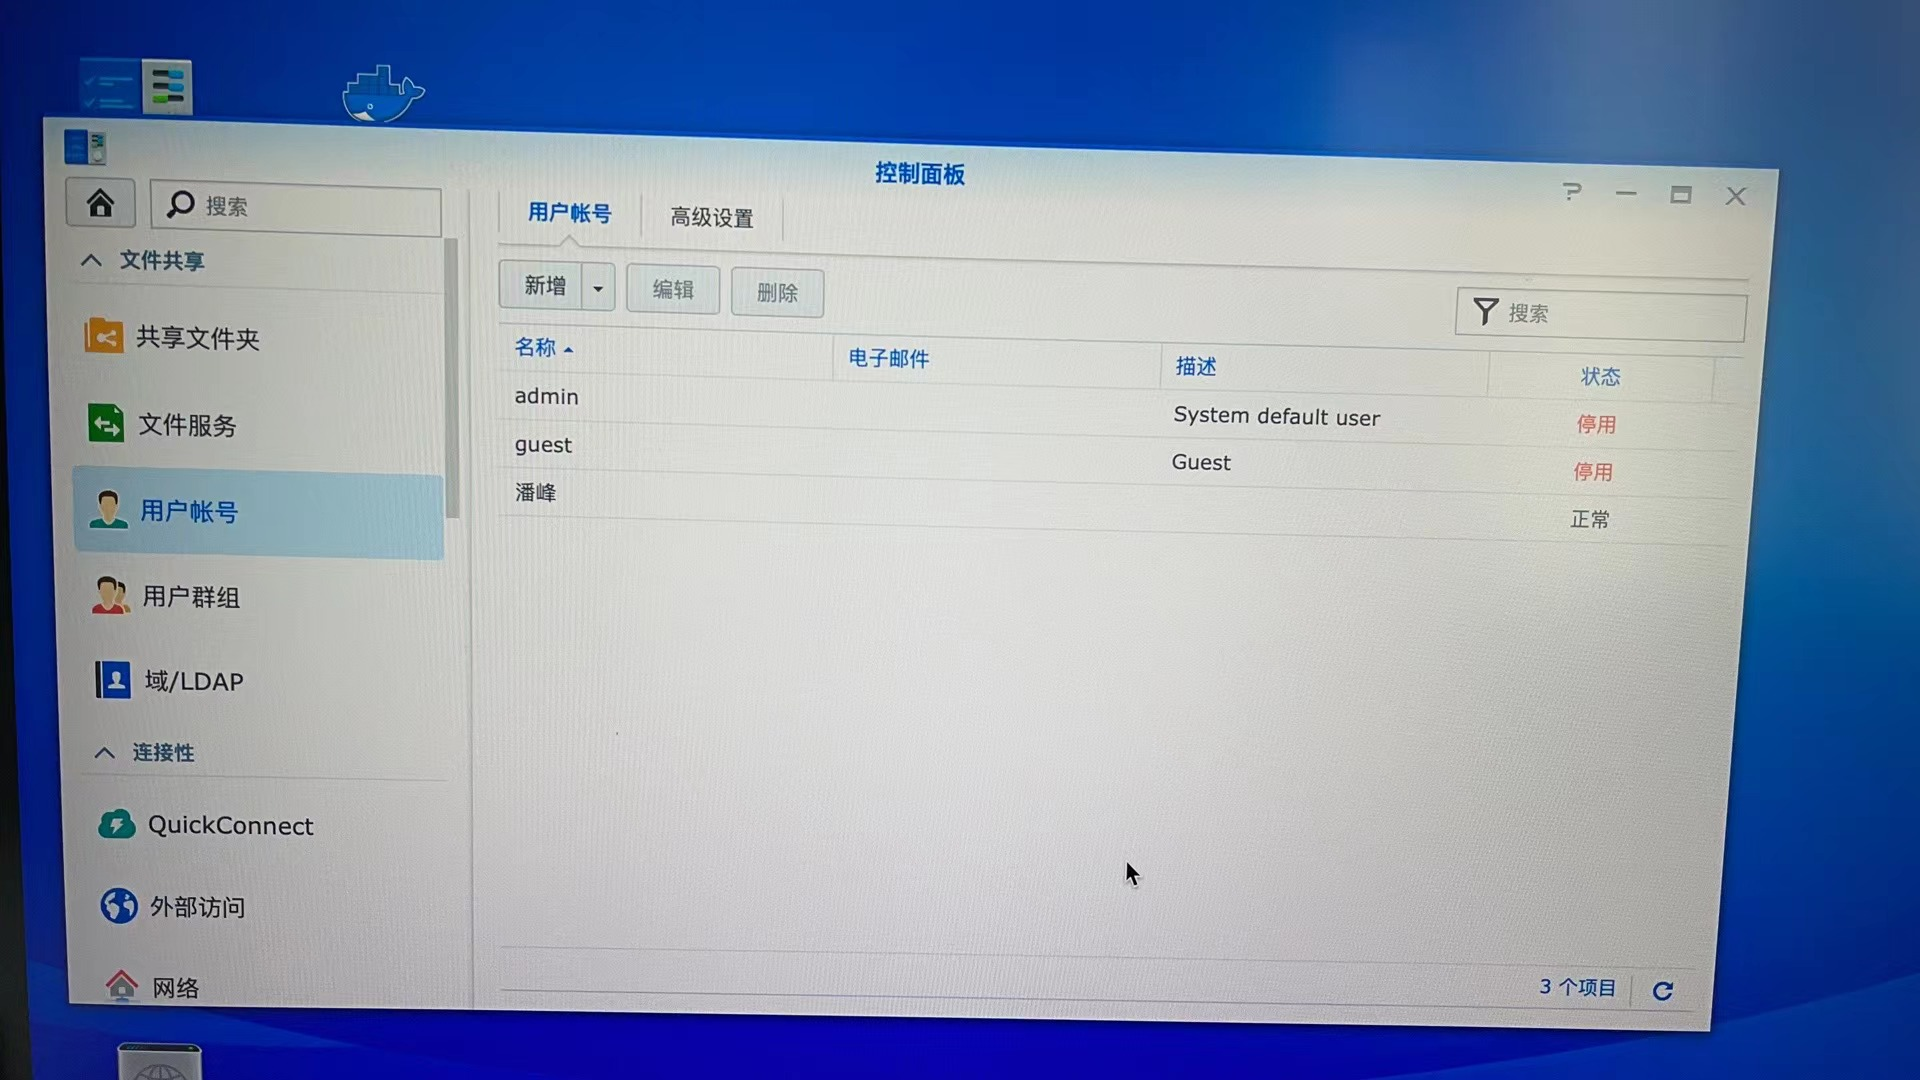 控制面板
搜索
文件共享
共享文件夹
文件服务
用户帐号
用户群组
域/LDAP
连接性
QuickConnect
外部访问
网络
用户帐号 高级设置
新增 编辑 删除
搜索
名称 电子邮件 描述 状态
admin System default user 停用
guest Guest 停用
潘峰 正常
3 个项目